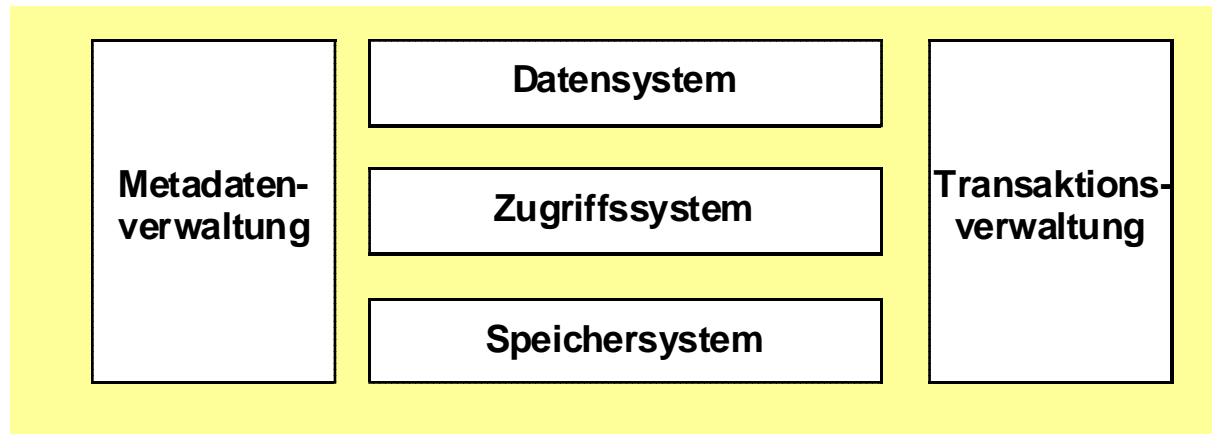 Metadaten-
verwaltung
Datensystem
Zugriffssystem
Speichersystem
Transaktions-
verwaltung